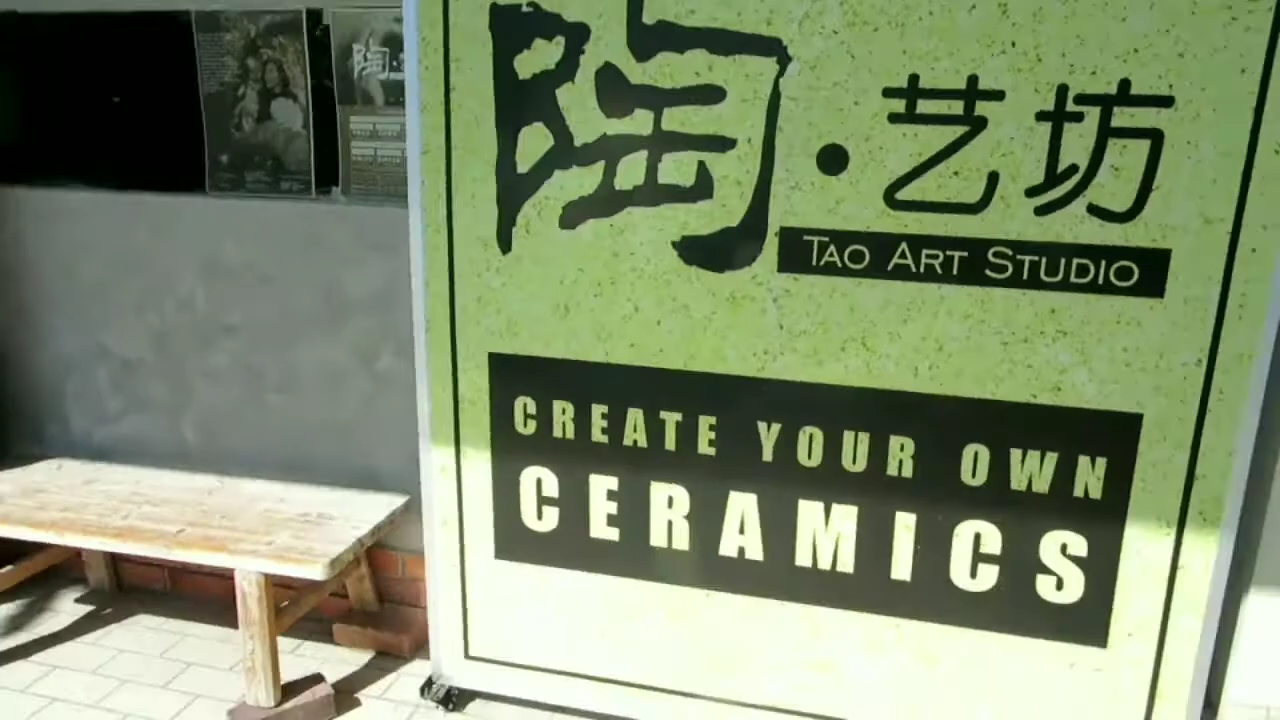 陶·艺坊
TAO ART STUDIO
CREATE YOUR OWN
CERAMICS